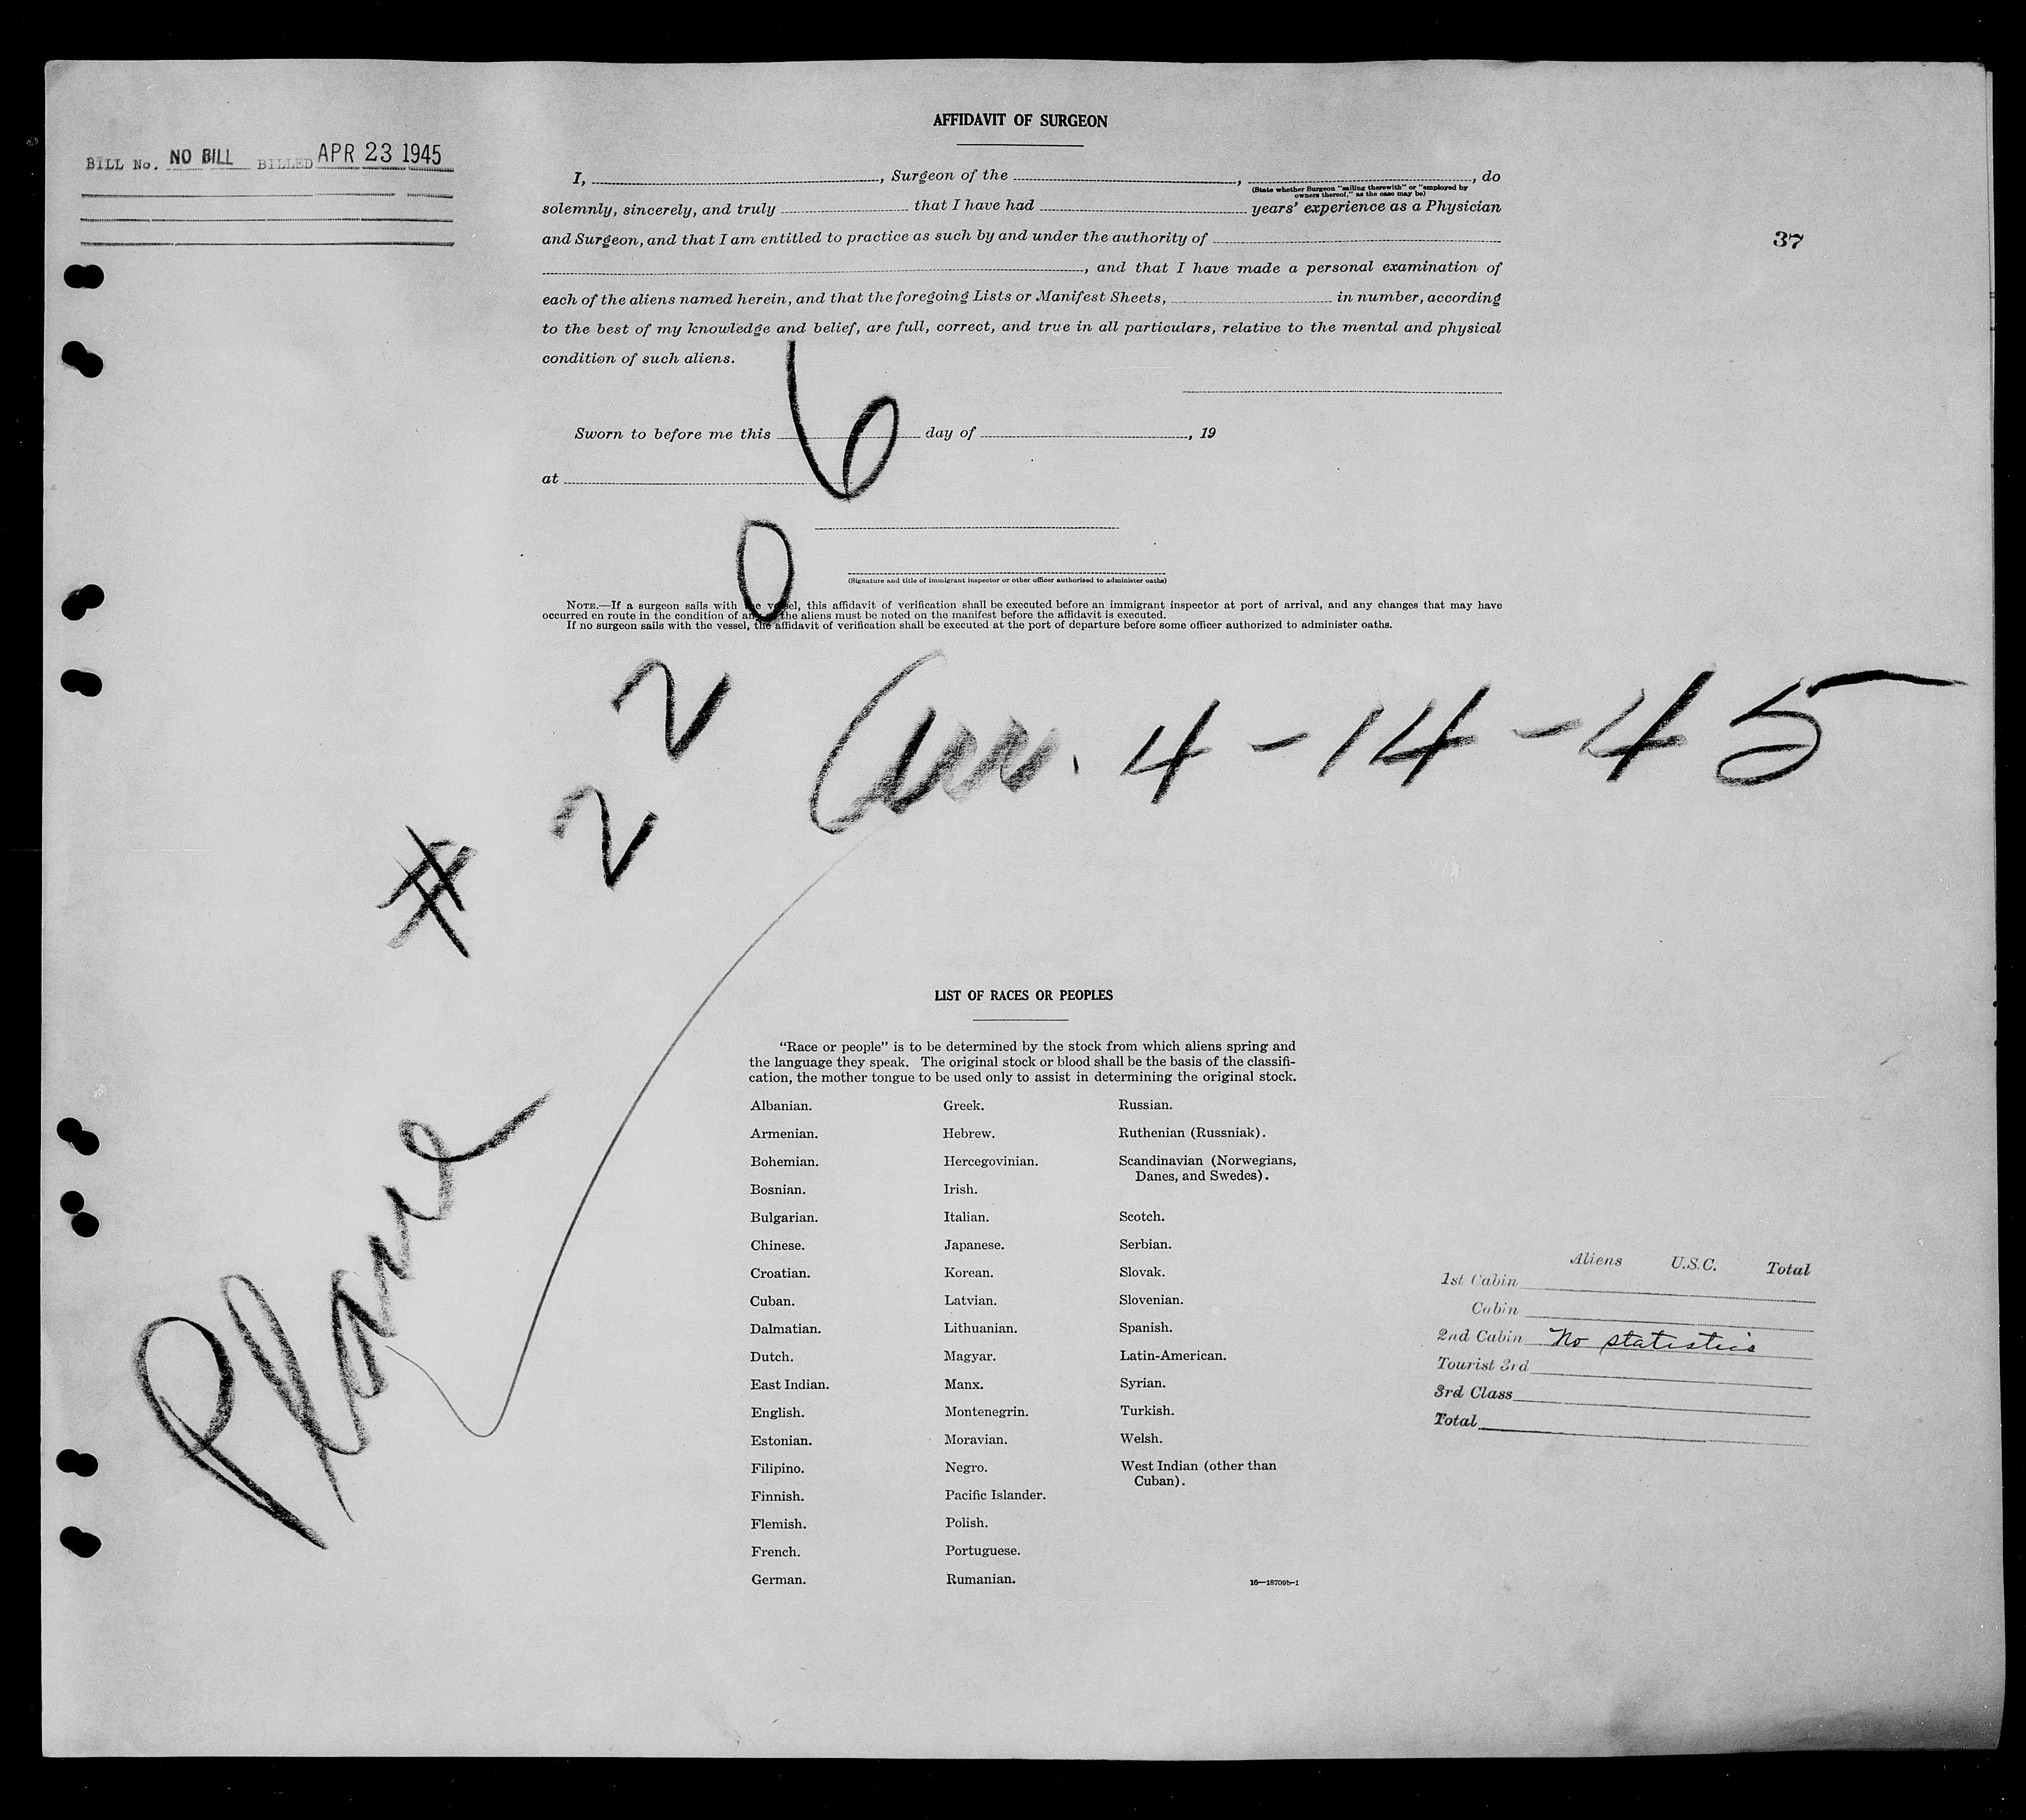 AFFIDAVIT OF SURGEON
BILL No. NO BILL BILLED APR 23 1945
I, , Surgeon of the , , do
(State whether Surgeon "sailing therewith" or "employed by
owners thereof," as the case may be)
solemnly, sincerely, and truly that I have had years' experience as a Physician
and Surgeon, and that I am entitled to practice as such by and under the authority of
37
, and that I have made a personal examination of
each of the aliens named herein, and that the foregoing Lists or Manifest Sheets, in number, according
to the best of my knowledge and belief, are full, correct, and true in all particulars, relative to the mental and physical
condition of such aliens.
Sworn to before me this day of , 19
at
(Signature and title of immigrant inspector or other officer authorized to administer oaths)
NOTE.—If a surgeon sails with the vessel, this affidavit of verification shall be executed before an immigrant inspector at port of arrival, and any changes that may have
occurred en route in the condition of any of the aliens must be noted on the manifest before the affidavit is executed.
If no surgeon sails with the vessel, the affidavit of verification shall be executed at the port of departure before some officer authorized to administer oaths.
Plane # 2206
Arr. 4-14-45
LIST OF RACES OR PEOPLES
"Race or people" is to be determined by the stock from which aliens spring and
the language they speak. The original stock or blood shall be the basis of the classifi-
cation, the mother tongue to be used only to assist in determining the original stock.
Albanian.
Armenian.
Bohemian.
Bosnian.
Bulgarian.
Chinese.
Croatian.
Cuban.
Dalmatian.
Dutch.
East Indian.
English.
Estonian.
Filipino.
Finnish.
Flemish.
French.
German.
Greek.
Hebrew.
Hercegovinian.
Irish.
Italian.
Japanese.
Korean.
Latvian.
Lithuanian.
Magyar.
Manx.
Montenegrin.
Moravian.
Negro.
Pacific Islander.
Polish.
Portuguese.
Rumanian.
Russian.
Ruthenian (Russniak).
Scandinavian (Norwegians,
Danes, and Swedes).
Scotch.
Serbian.
Slovak.
Slovenian.
Spanish.
Latin-American.
Syrian.
Turkish.
Welsh.
West Indian (other than
Cuban).
16—18709b-1
Aliens U.S.C. Total
1st Cabin
Cabin
2nd Cabin No statistics
Tourist 3rd
3rd Class
Total